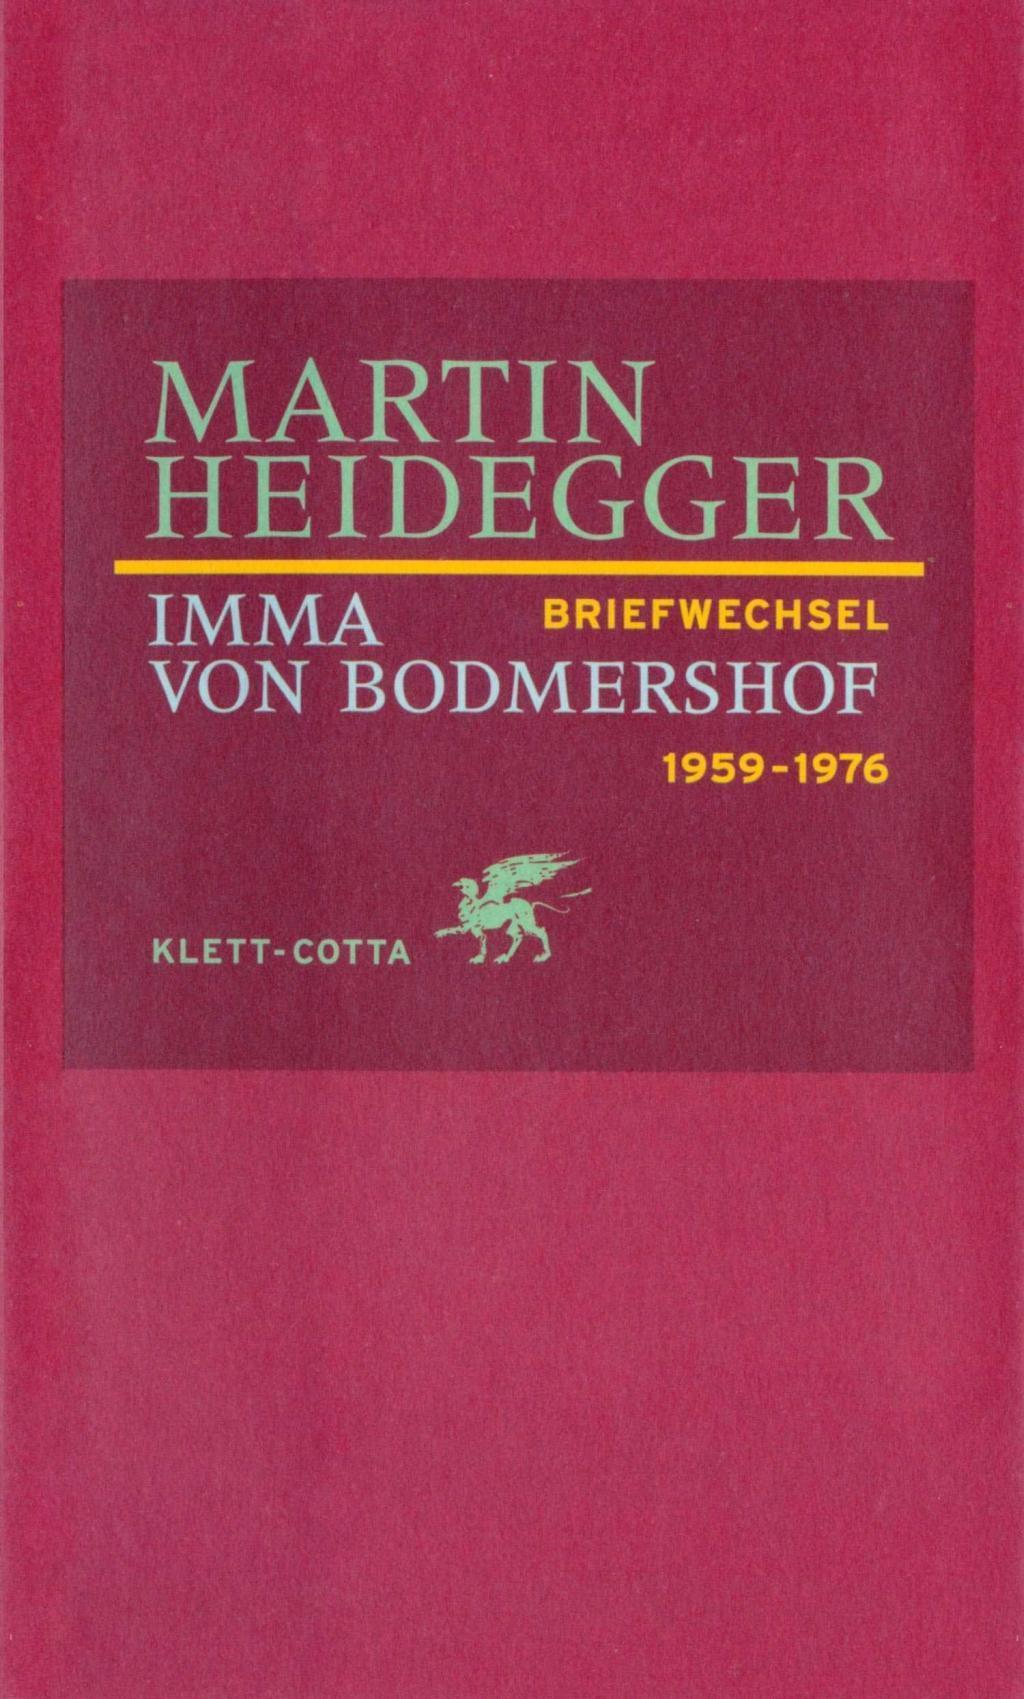 MARTIN
HEIDEGGER
IMMA BRIEFWECHSEL
VON BODMERSHOF
1959-1976
KLETT-COTTA